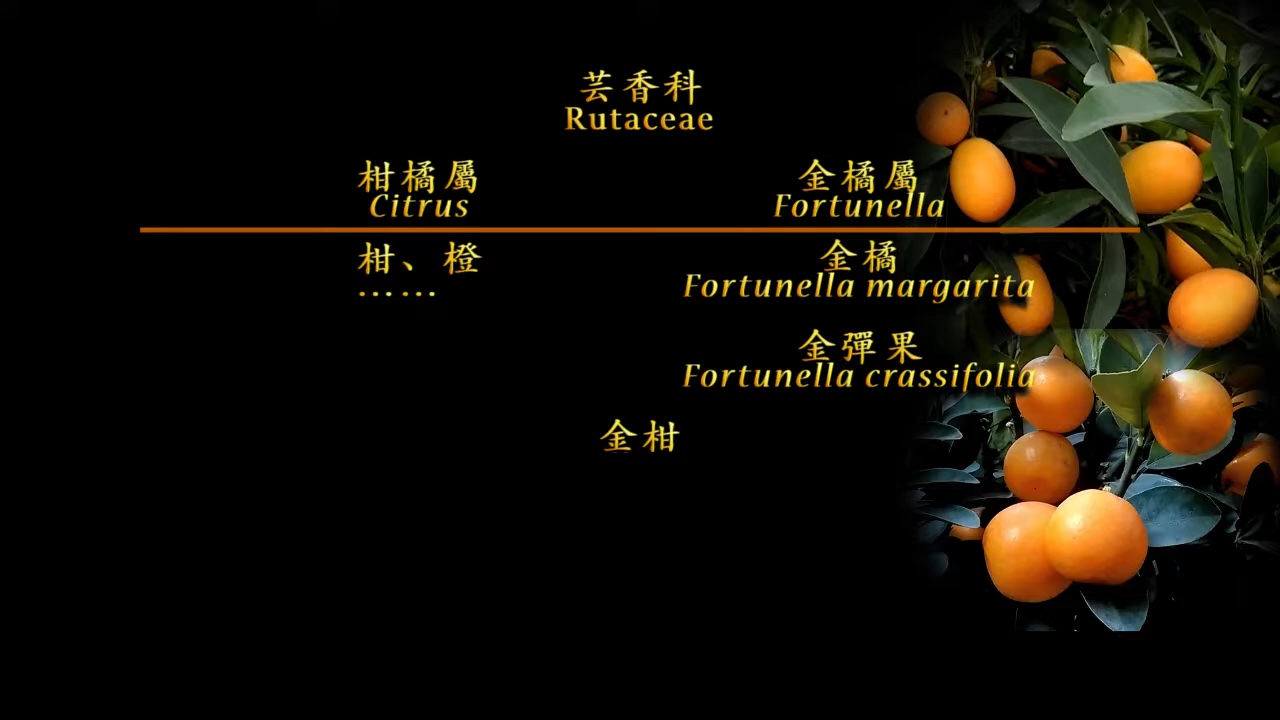 芸香科
Rutaceae
柑橘屬
Citrus
金橘屬
Fortunella
柑、橙
……
金橘
Fortunella margarita
金彈果
Fortunella crassifolia
金柑